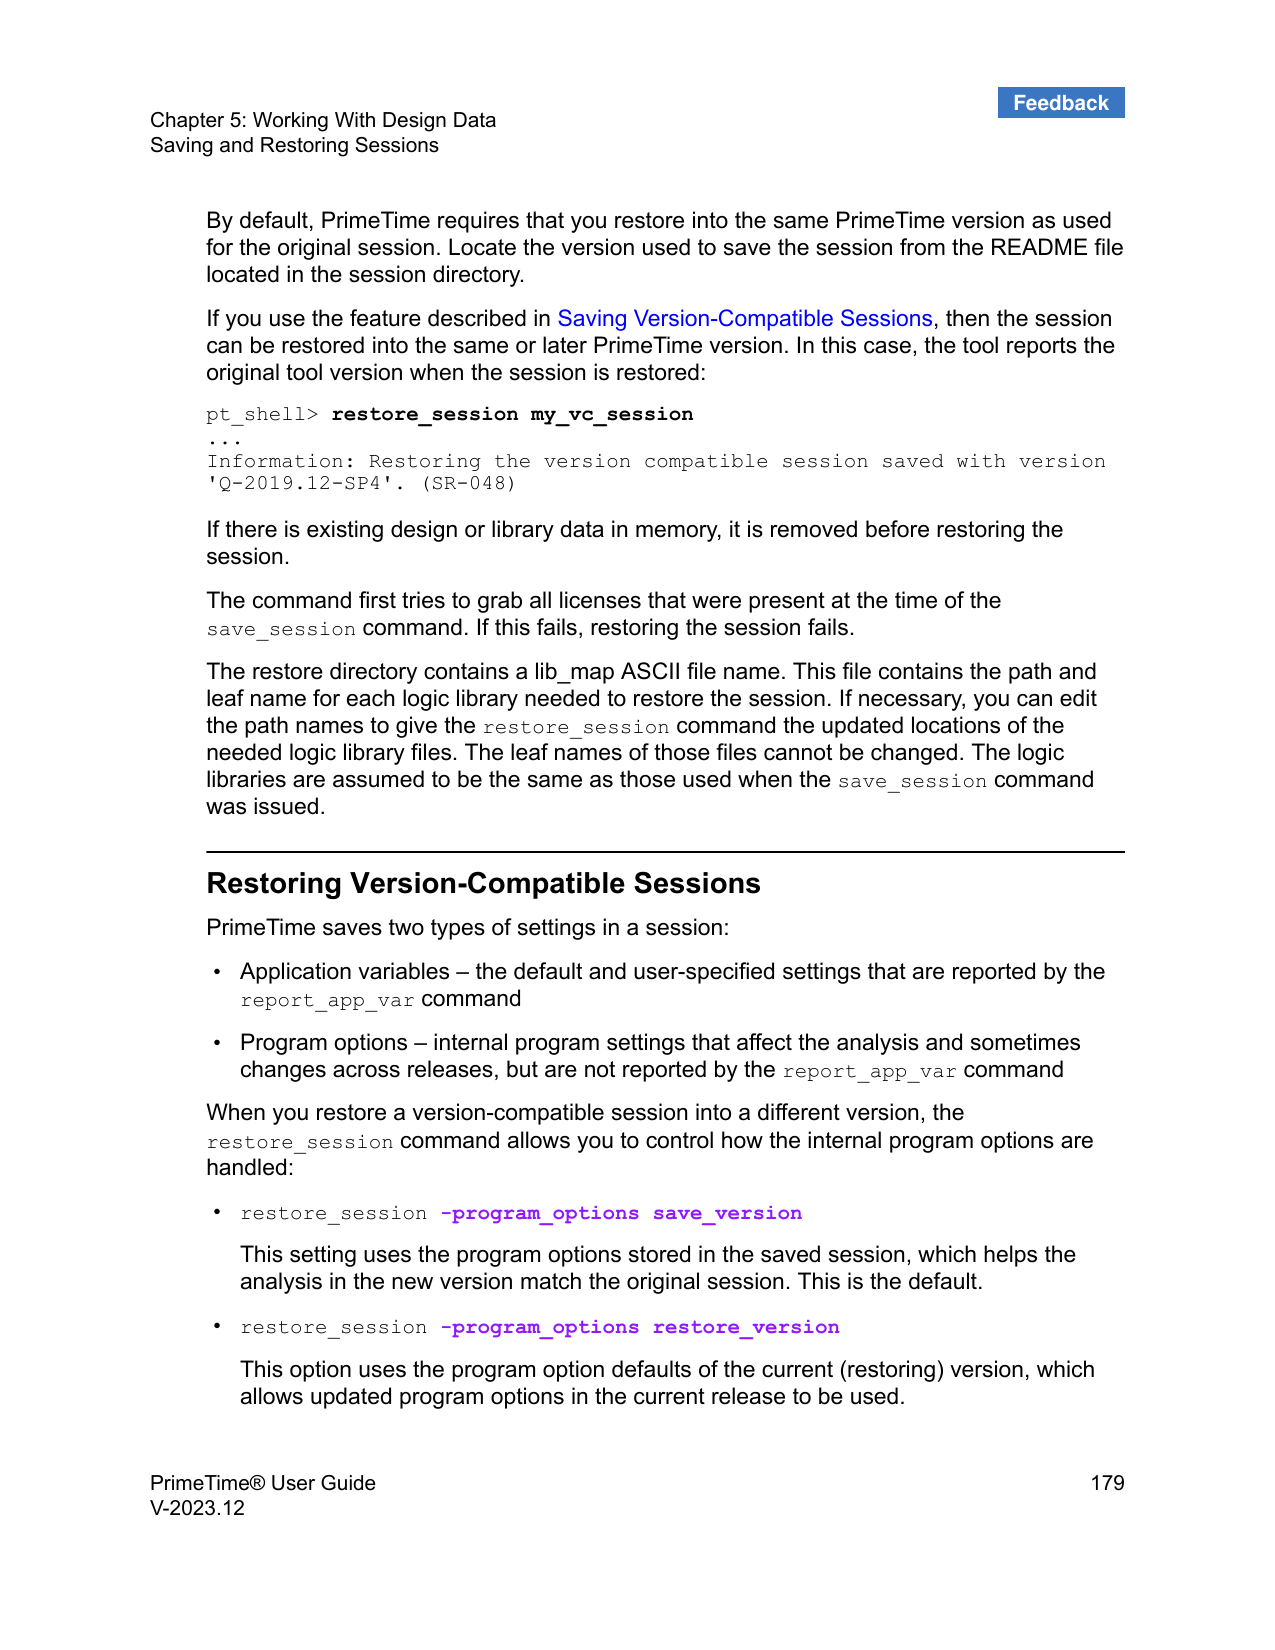 Feedback
Chapter 5: Working With Design Data
Saving and Restoring Sessions
By default, PrimeTime requires that you restore into the same PrimeTime version as used
for the original session. Locate the version used to save the session from the README file
located in the session directory.
If you use the feature described in Saving Version-Compatible Sessions, then the session
can be restored into the same or later PrimeTime version. In this case, the tool reports the
original tool version when the session is restored:
pt_shell> restore_session my_vc_session
...
Information: Restoring the version compatible session saved with version
'Q-2019.12-SP4'. (SR-048)
If there is existing design or library data in memory, it is removed before restoring the
session.
The command first tries to grab all licenses that were present at the time of the
save_session command. If this fails, restoring the session fails.
The restore directory contains a lib_map ASCII file name. This file contains the path and
leaf name for each logic library needed to restore the session. If necessary, you can edit
the path names to give the restore_session command the updated locations of the
needed logic library files. The leaf names of those files cannot be changed. The logic
libraries are assumed to be the same as those used when the save_session command
was issued.
Restoring Version-Compatible Sessions
PrimeTime saves two types of settings in a session:
• Application variables – the default and user-specified settings that are reported by the
report_app_var command
• Program options – internal program settings that affect the analysis and sometimes
changes across releases, but are not reported by the report_app_var command
When you restore a version-compatible session into a different version, the
restore_session command allows you to control how the internal program options are
handled:
• restore_session -program_options save_version
This setting uses the program options stored in the saved session, which helps the
analysis in the new version match the original session. This is the default.
• restore_session -program_options restore_version
This option uses the program option defaults of the current (restoring) version, which
allows updated program options in the current release to be used.
PrimeTime® User Guide
179
V-2023.12